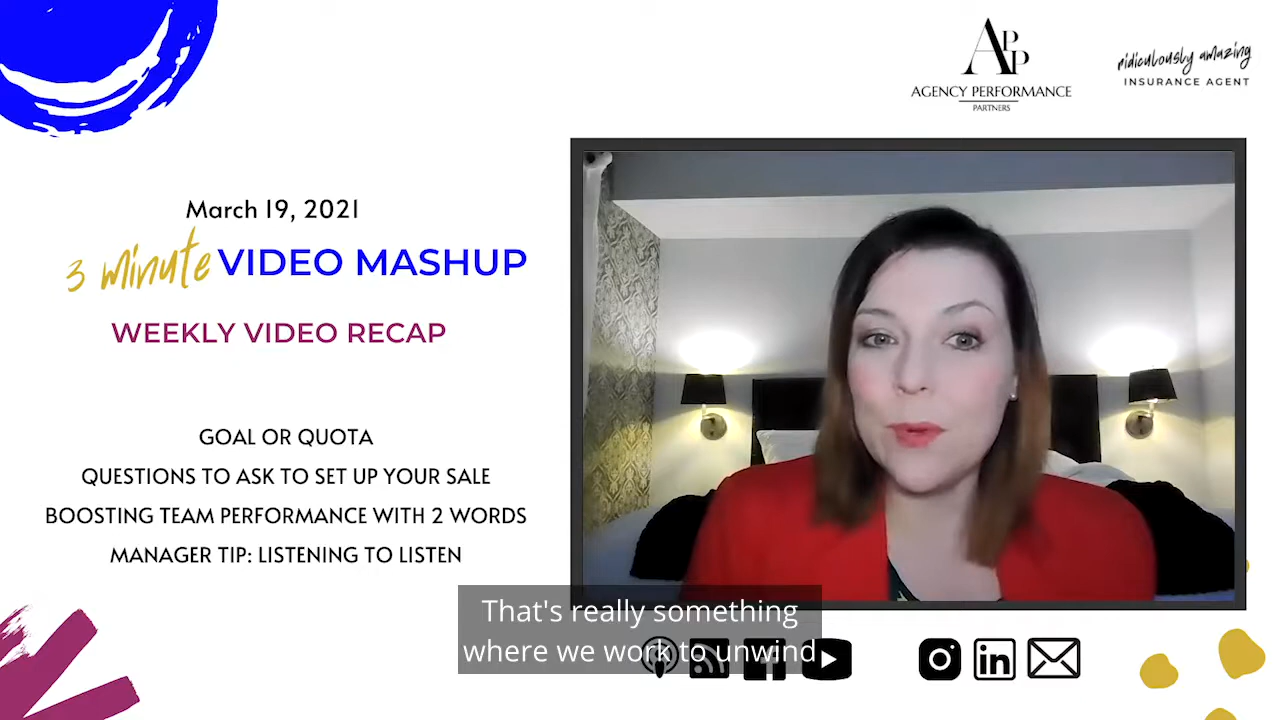 AGENCY PERFORMANCE
PARTNERS
ridiculously amazing
INSURANCE AGENT
March 19, 2021
3 minute VIDEO MASHUP
WEEKLY VIDEO RECAP
GOAL OR QUOTA
QUESTIONS TO ASK TO SET UP YOUR SALE
BOOSTING TEAM PERFORMANCE WITH 2 WORDS
MANAGER TIP: LISTENING TO LISTEN
That's really something
where we work to unwind